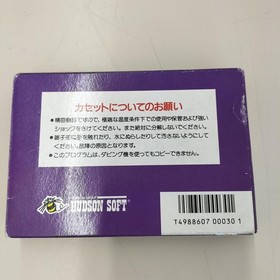 カセットについてのお願い
●精密機器ですので、極端な温度条件下での使用や保管および強い
ショックをさけてください。また絶対に分解しないでください。
●端子部に手を触れたり、水にぬらしたりして汚さないようにして
ください。故障の原因となります。
●このプログラムは、ダビング機を使ってもコピーできません。
HUDSON SOFT
T4988607 00030 1